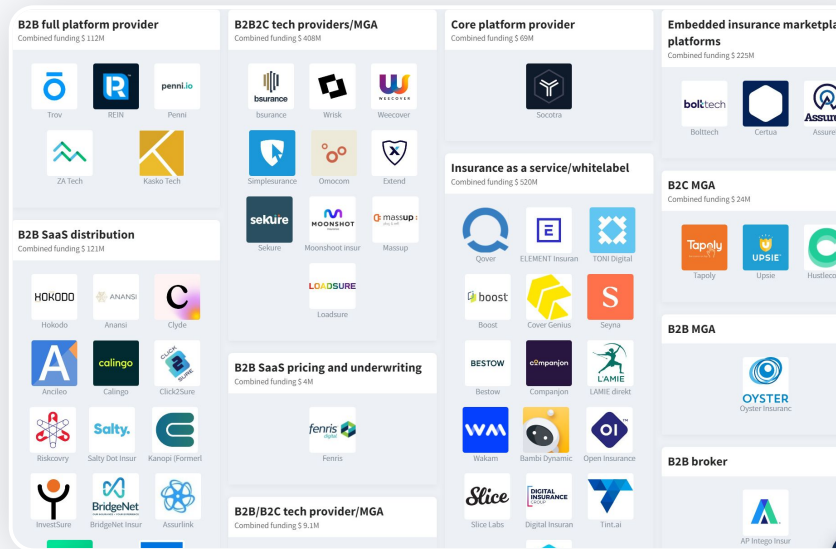 B2B full platform provider
Combined funding $ 112M
REIN
penni.io
Trov
REIN
Penni
ZA Tech
Kasko Tech
B2B SaaS distribution
Combined funding $ 121M
HOKODO
ANANSI
C
Hokodo
Anansi
Clyde
A
calingo
CLICK 2 SURE
Ancileo
Calingo
Click2Sure
Salty.
Riskcovry
Salty Dot Insur
Kanopi (Formerl
BridgeNet
InvestSure
BridgeNet Insur
Assurlink
B2B2C tech providers/MGA
Combined funding $ 408M
bsurance
WEECOVER
bsurance
Wrisk
Weecover
Simplesurance
Omocom
Extend
sekure
MOONSHOT
massup
Sekure
Moonshoot insur
Massup
LOADSURE
Loadsure
B2B SaaS pricing and underwriting
Combined funding $ 4M
fenris
digital
Fenris
B2B/B2C tech provider/MGA
Combined funding $ 9.1M
Core platform provider
Combined funding $ 69M
Socotra
Insurance as a service/whitelabel
Combined funding $ 520M
E
Qover
ELEMENT Insuran
TONI Digital
boost
S
Boost
Cover Genius
Seyna
BESTOW
companjon
L'AMIE
Bestow
Companjon
LAMIE direkt
Wakam
Bambi Dynamic
Open Insurance
Slice
DIGITAL
INSURANCE
GROUP
Slice Labs
Digital Insuran
Tint.ai
Embedded insurance marketpla
platforms
Combined funding $ 225M
bolttech
Assure
Bolttech
Certua
Assure
B2C MGA
Combined funding $ 24M
Tapoly
UPSIE
Tapoly
Upsie
Hustleco
B2B MGA
OYSTER
Oyster Insuranc
B2B broker
AP Intego Insur